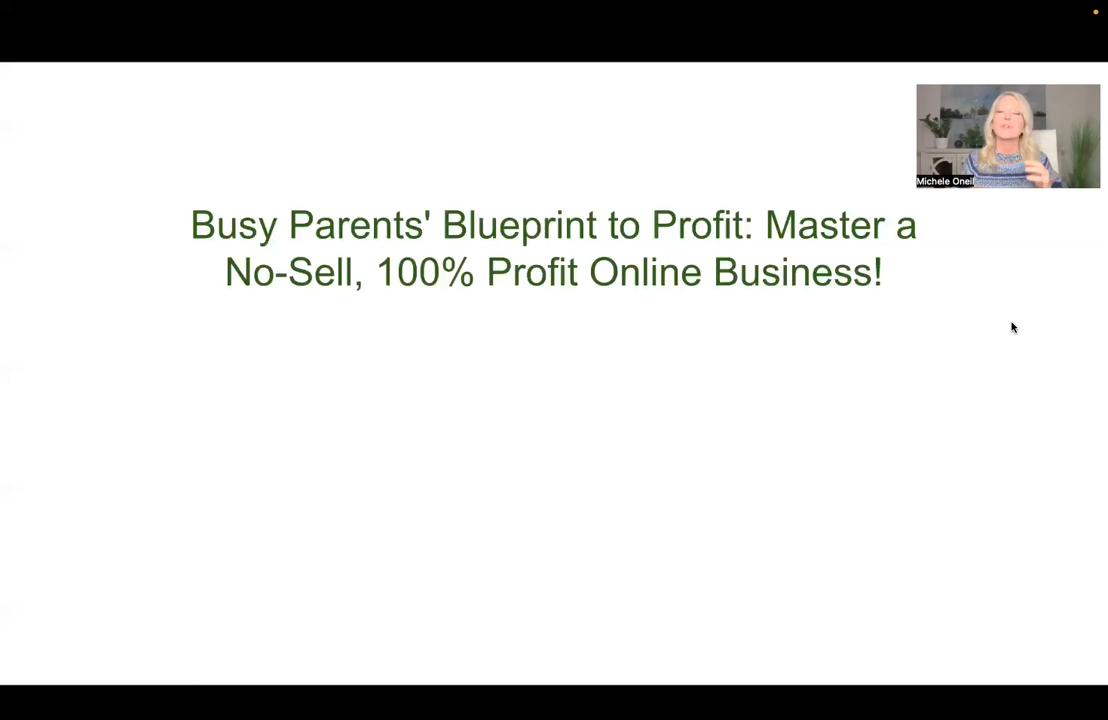 Michele Oneil
Busy Parents' Blueprint to Profit: Master a
No-Sell, 100% Profit Online Business!